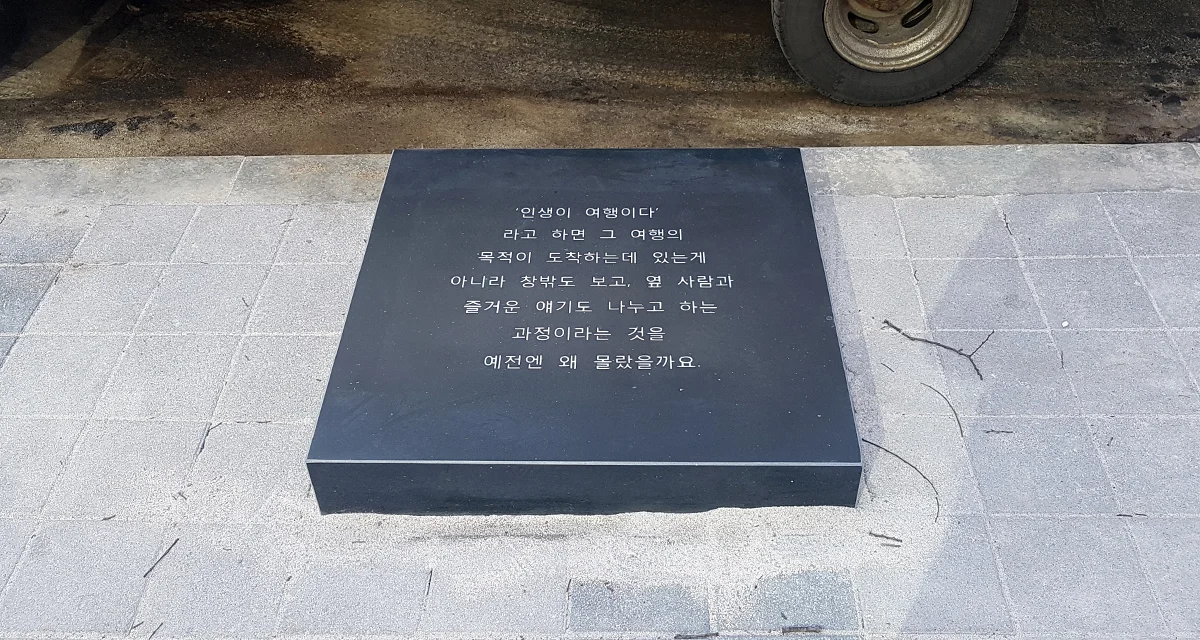 '인생이 여행이다'
라고 하면 그 여행의
목적이 도착하는데 있는게
아니라 창밖도 보고, 옆 사람과
즐거운 얘기도 나누고 하는
과정이라는 것을
예전엔 왜 몰랐을까요.